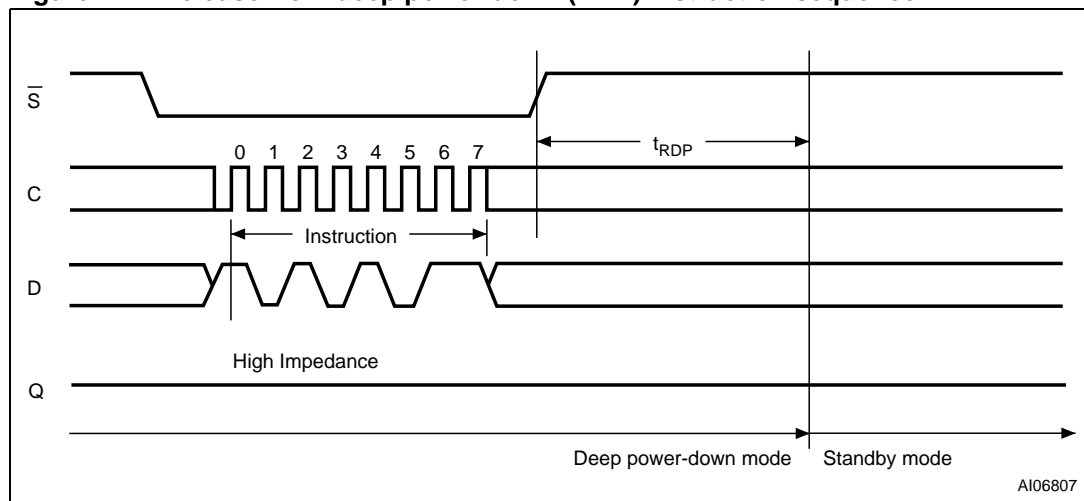 S
0 1 2 3 4 5 6 7
tRDP
C
Instruction
D
High Impedance
Q
Deep power-down mode Standby mode
AI06807